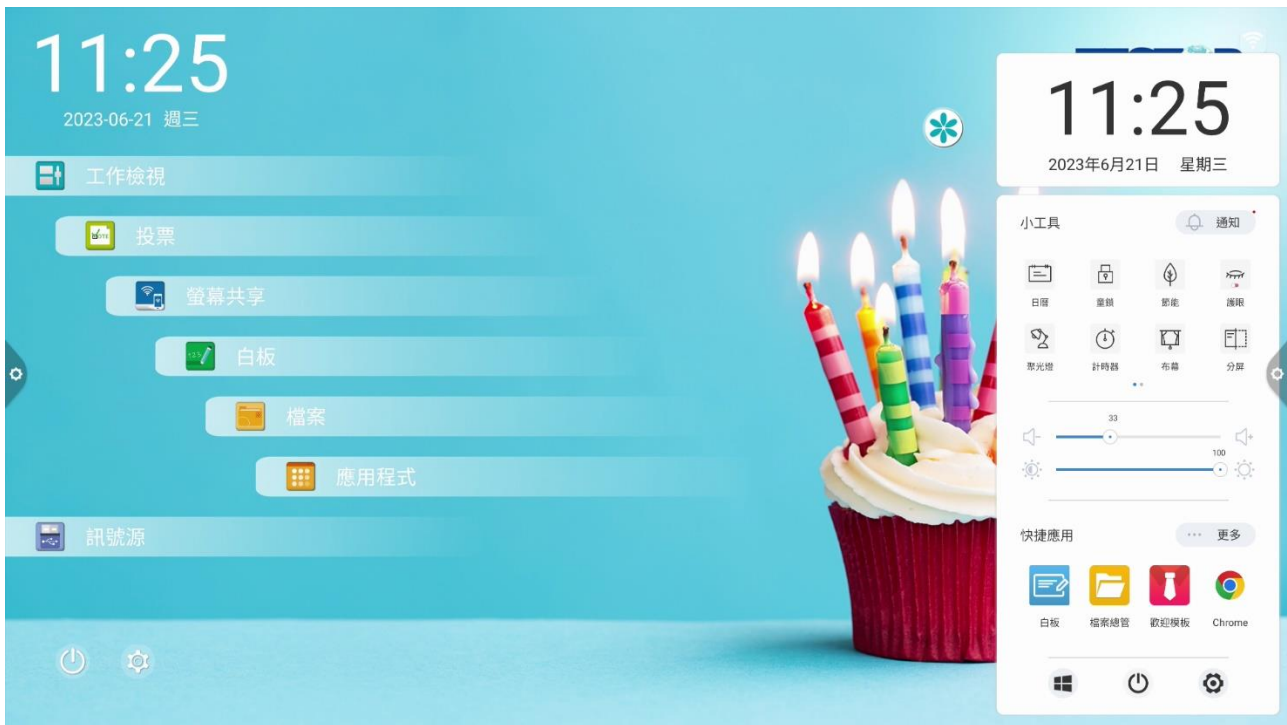 11:25
2023-06-21 週三
工作檢視
投票
螢幕共享
白板
檔案
應用程式
訊號源
11:25
2023年6月21日 星期三
小工具
通知
日曆 童鎖 節能 護眼
聚光燈 計時器 布幕 分屏
33
100
快捷應用
更多
白板 檔案總管 歡迎模板 Chrome